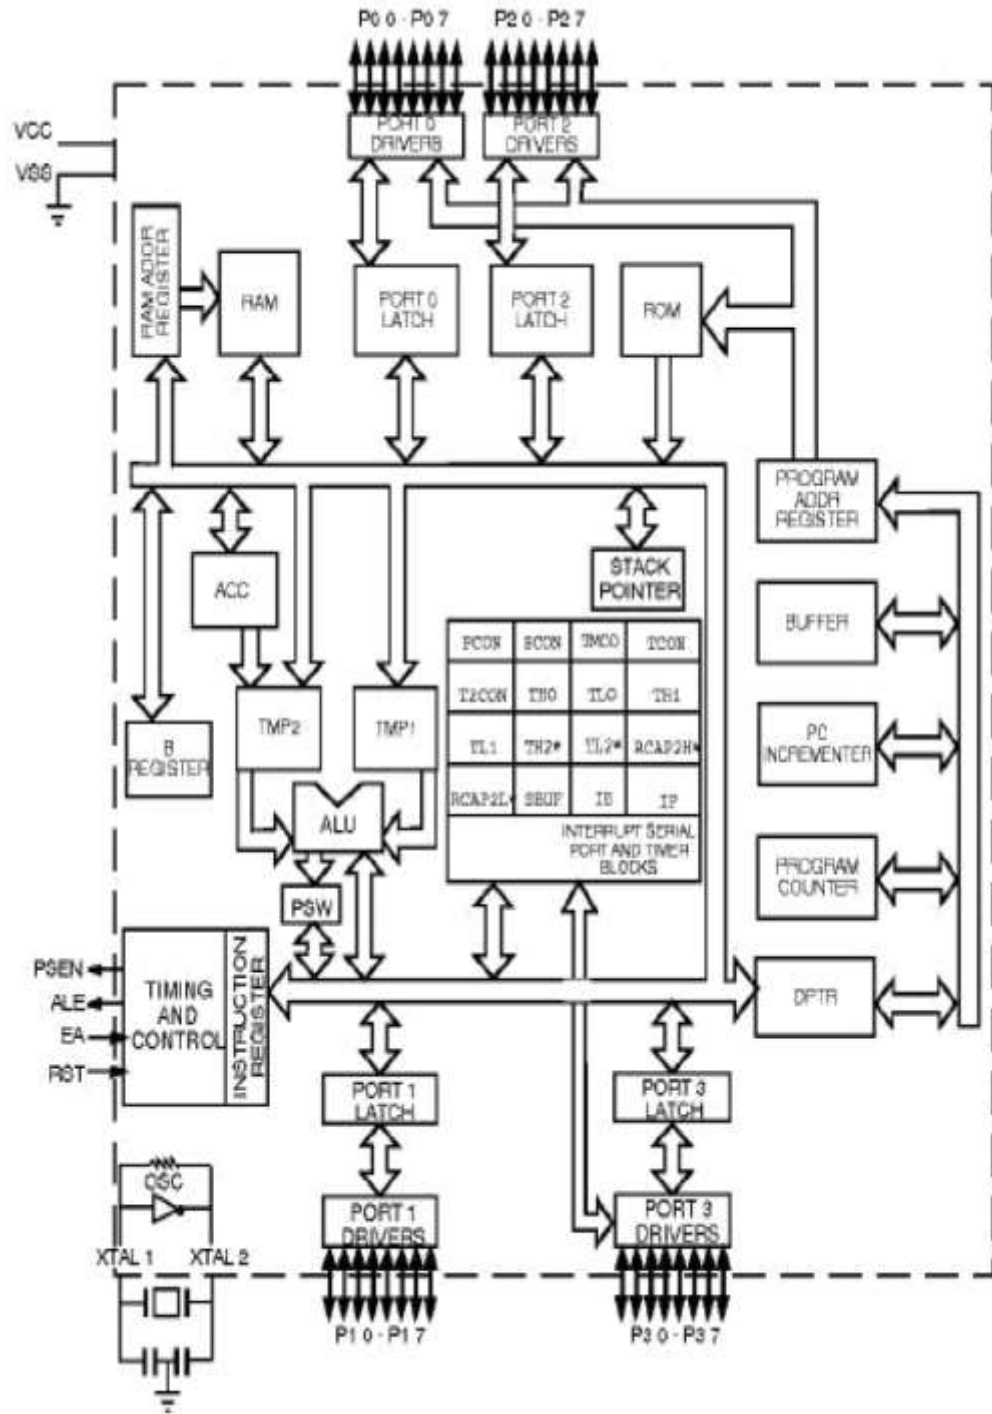 P0 0 - P0 7
P2 0 - P2 7
VCC
VSS
PORT 0
DRIVERS
PORT 2
DRIVERS
RAM ADDR
REGISTER
RAM
PORT 0
LATCH
PORT 2
LATCH
ROM
PROGRAM
ADDR
REGISTER
STACK
POINTER
ACC
BUFFER
PCON SCON TMOD TCON
T2CON TH0 TL0 TH1
TL1 TH2* TL2* RCAP2H*
RCAP2L* SBUF IE IP
INTERRUPT SERIAL
PORT AND TIMER
BLOCKS
B
REGISTER
TMP2
TMP1
PC
INCREMENTER
ALU
PROGRAM
COUNTER
PSW
PSEN
ALE
EA
RST
TIMING
AND
CONTROL
INSTRUCTION
REGISTER
DPTR
PORT 1
LATCH
PORT 3
LATCH
OSC
PORT 1
DRIVERS
PORT 3
DRIVERS
XTAL 1
XTAL 2
P1 0 - P1 7
P3 0 - P3 7